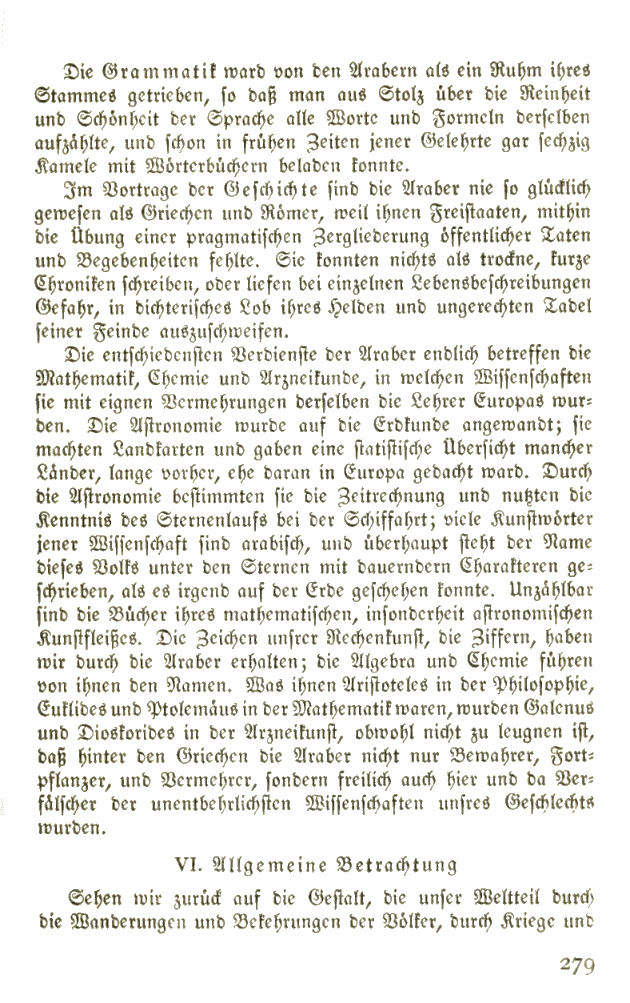 Die Grammatik ward von den Arabern als ein Ruhm ihres
Stammes getrieben, so daß man aus Stolz über die Reinheit
und Schönheit der Sprache alle Worte und Formeln derselben
aufzählte, und schon in frühen Zeiten jener Gelehrte gar sechzig
Kamele mit Wörterbüchern beladen konnte.
Im Vortrage der Geschichte sind die Araber nie so glücklich
gewesen als Griechen und Römer, weil ihnen Freistaaten, mithin
die Übung einer pragmatischen Zergliederung öffentlicher Taten
und Begebenheiten fehlte. Sie konnten nichts als trockne, kurze
Chroniken schreiben, oder liefen bei einzelnen Lebensbeschreibungen
Gefahr, in dichterisches Lob ihres Helden und ungerechten Tadel
seiner Feinde auszuschweifen.
Die entschiedensten Verdienste der Araber endlich betreffen die
Mathematik, Chemie und Arzneikunde, in welchen Wissenschaften
sie mit eignen Vermehrungen derselben die Lehrer Europas wur-
den. Die Astronomie wurde auf die Erdkunde angewandt; sie
machten Landkarten und gaben eine statistische Übersicht mancher
Länder, lange vorher, ehe daran in Europa gedacht ward. Durch
die Astronomie bestimmten sie die Zeitrechnung und nutzten die
Kenntnis des Sternenlaufs bei der Schiffahrt; viele Kunstwörter
jener Wissenschaft sind arabisch, und überhaupt steht der Name
dieses Volks unter den Sternen mit dauerndern Charakteren ge-
schrieben, als es irgend auf der Erde geschehen konnte. Unzählbar
sind die Bücher ihres mathematischen, insonderheit astronomischen
Kunstfleißes. Die Zeichen unsrer Rechenkunst, die Ziffern, haben
wir durch die Araber erhalten; die Algebra und Chemie führen
von ihnen den Namen. Was ihnen Aristoteles in der Philosophie,
Euklides und Ptolemäus in der Mathematik waren, wurden Galenus
und Dioskorides in der Arzneikunst, obwohl nicht zu leugnen ist,
daß hinter den Griechen die Araber nicht nur Bewahrer, Fort-
pflanzer, und Vermehrer, sondern freilich auch hier und da Ver-
fälscher der unentbehrlichsten Wissenschaften unsres Geschlechts
wurden.
VI. Allgemeine Betrachtung
Sehen wir zurück auf die Gestalt, die unser Weltteil durch
die Wanderungen und Bekehrungen der Völker, durch Kriege und
279